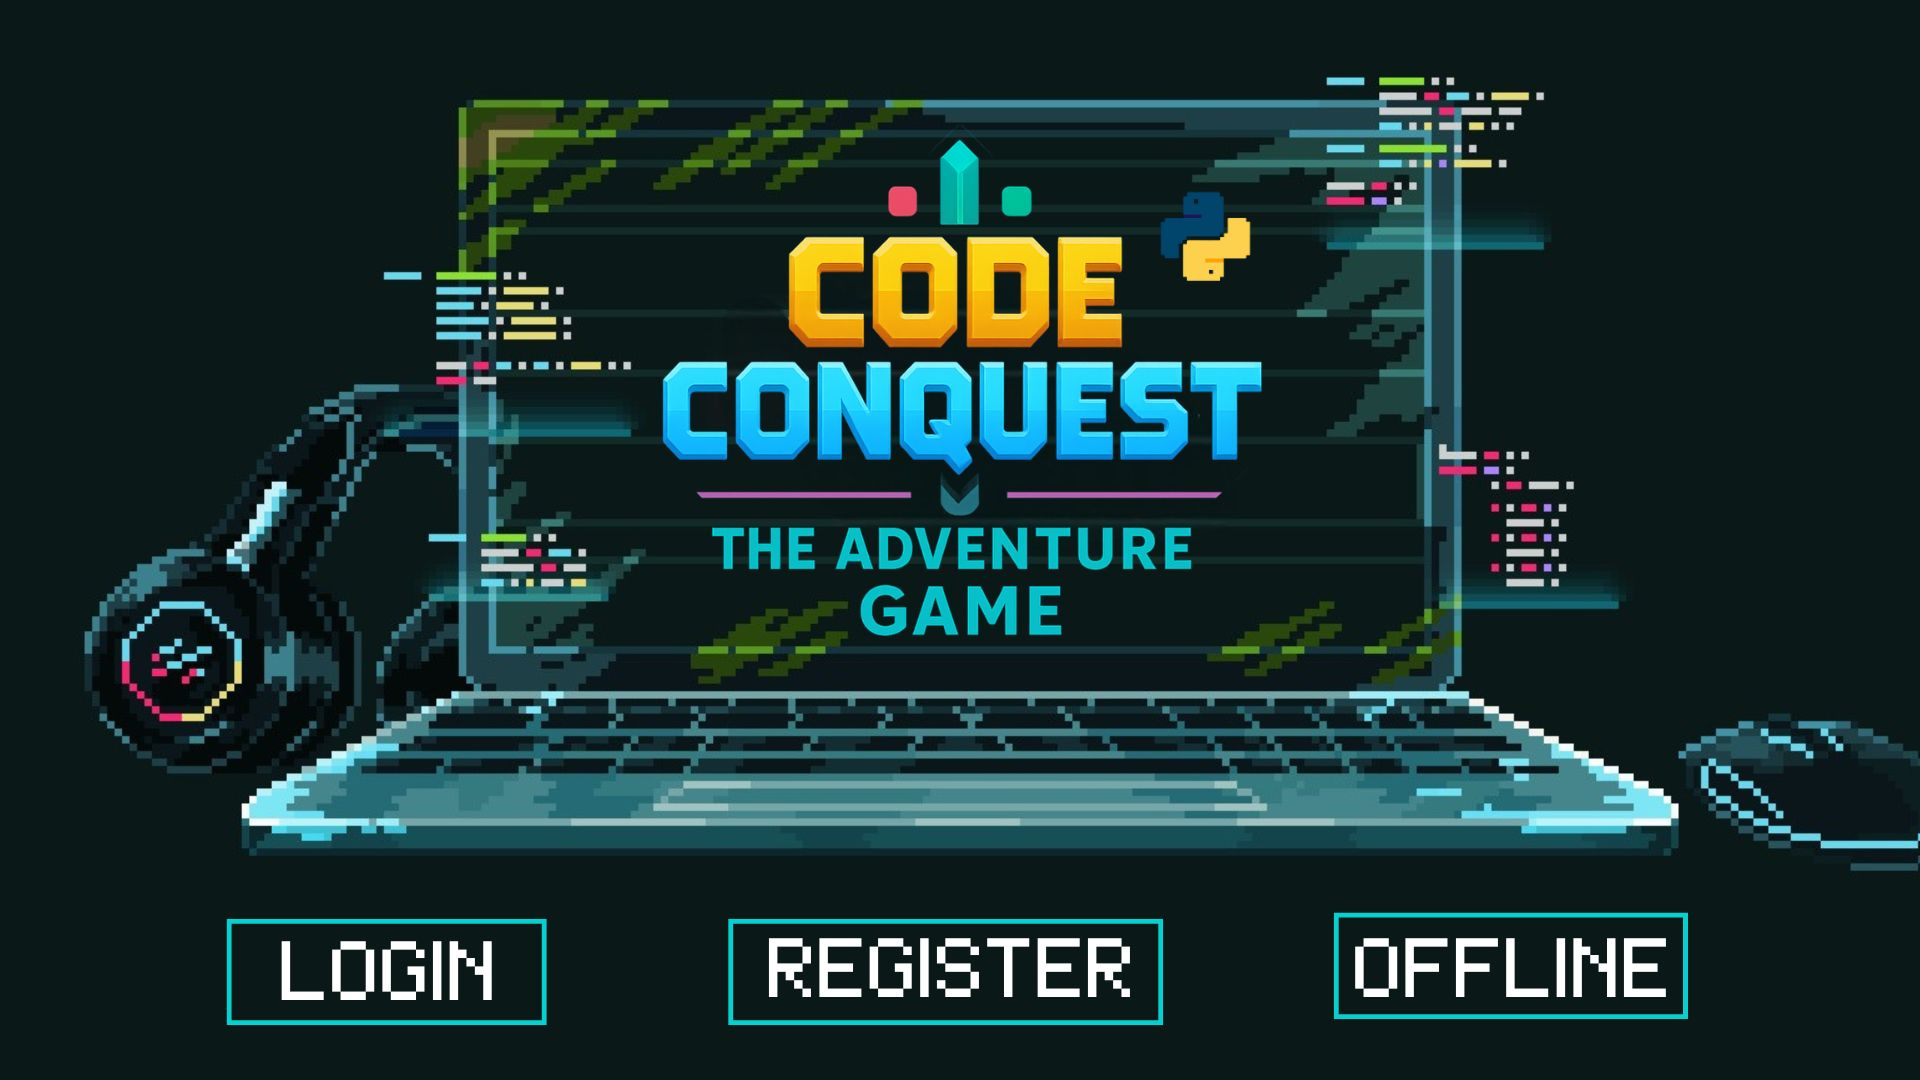 CODE
CONQUEST
THE ADVENTURE
GAME
LOGIN
REGISTER
OFFLINE